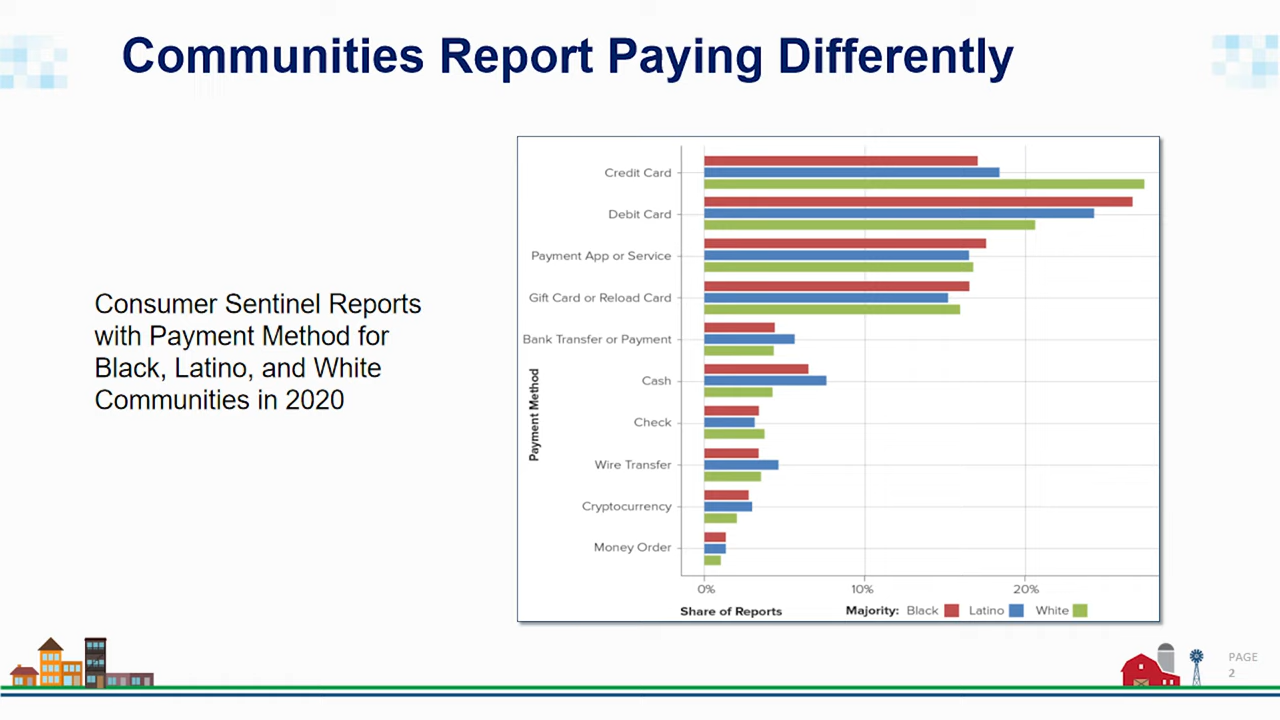 Communities Report Paying Differently
Consumer Sentinel Reports
with Payment Method for
Black, Latino, and White
Communities in 2020
Payment Method
Credit Card
Debit Card
Payment App or Service
Gift Card or Reload Card
Bank Transfer or Payment
Cash
Check
Wire Transfer
Cryptocurrency
Money Order
0% 10% 20%
Share of Reports Majority: Black Latino White
PAGE
2